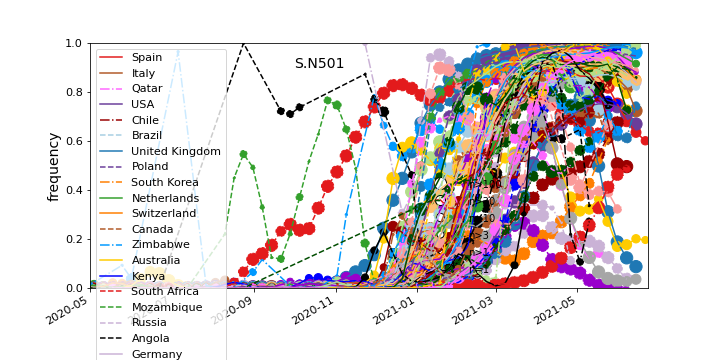 S.N501
frequency
1.0
0.8
0.6
0.4
0.2
0.0
Spain
Italy
Qatar
USA
Chile
Brazil
United Kingdom
Poland
South Korea
Netherlands
Switzerland
Canada
Zimbabwe
Australia
Kenya
South Africa
Mozambique
Russia
Angola
Germany
2020-05
2020-09
2020-11
2021-01
2021-03
2021-05